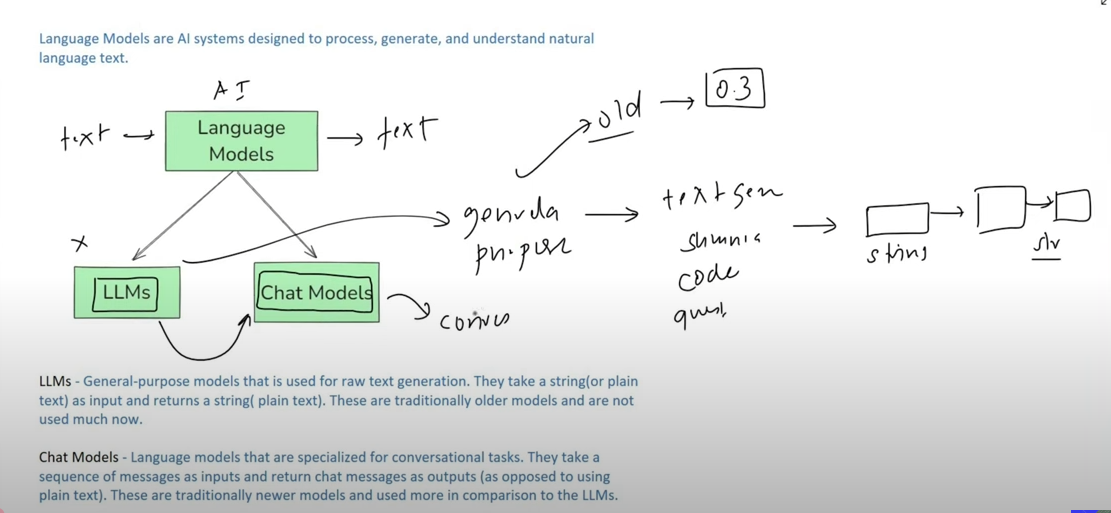 Language Models are AI systems designed to process, generate, and understand natural
language text.
AI
text
Language
Models
text
old
0.3
LLMs
Chat Models
text gen
code
string
str
LLMs - General-purpose models that is used for raw text generation. They take a string(or plain
text) as input and returns a string( plain text). These are traditionally older models and are not
used much now.
Chat Models - Language models that are specialized for conversational tasks. They take a
sequence of messages as inputs and return chat messages as outputs (as opposed to using
plain text). These are traditionally newer models and used more in comparison to the LLMs.